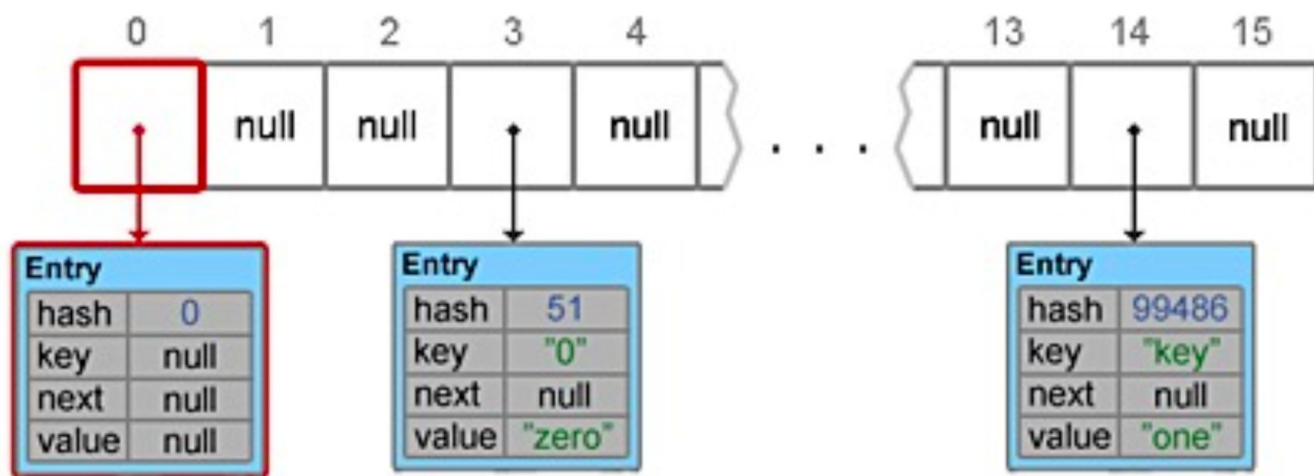 0 1 2 3 4 13 14 15
null null null . . . null null
Entry
hash 0
key null
next null
value null
Entry
hash 51
key "0"
next null
value "zero"
Entry
hash 99486
key "key"
next null
value "one"